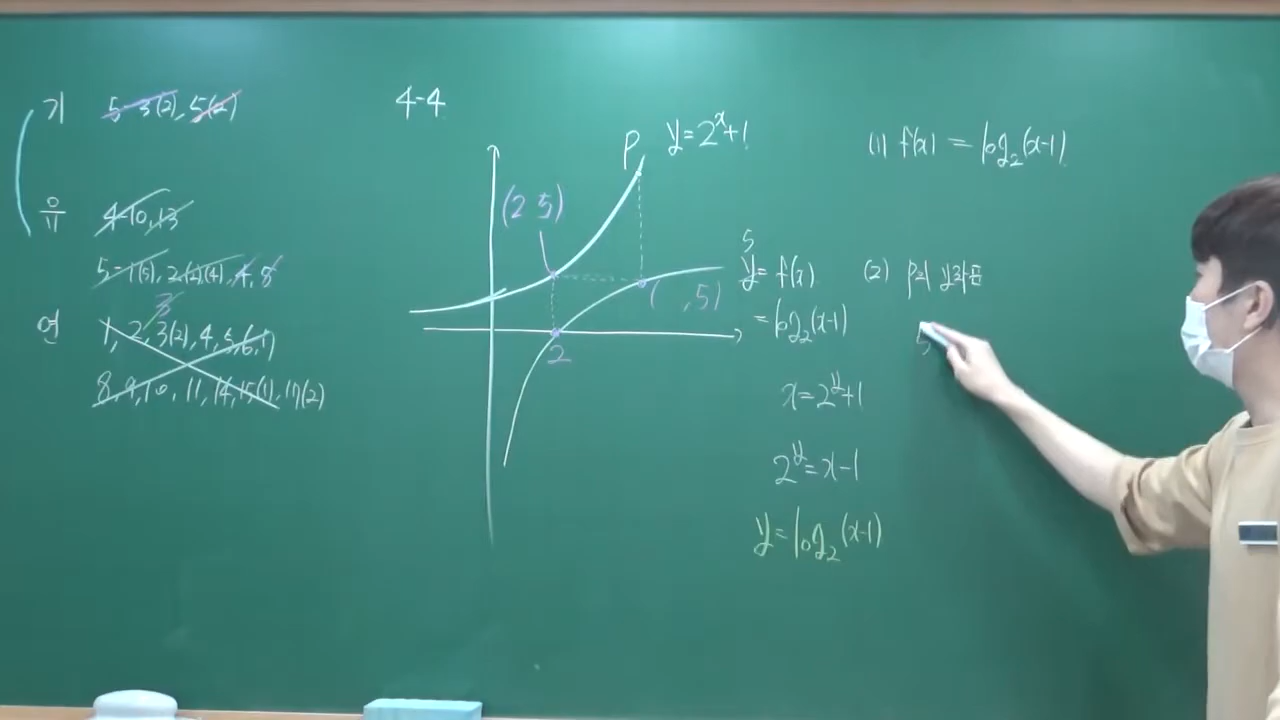 기 5-3(2), 5(2)
유 4-10, 13
5-1(5), 2(2)(4), 4, 8
연 1, 2, 3(2), 4, 5, 6, 7
8, 9, 10, 11, 14, 15(1), 17(2)
4-4
P y=2^x+1
(2 5)
( ,5)
2
5
y=f(x)
=log₂(x-1)
x=2^y+1
2^y=x-1
y=log₂(x-1)
(1) f(x) = log₂(x-1)
(2) P의 y좌표
5